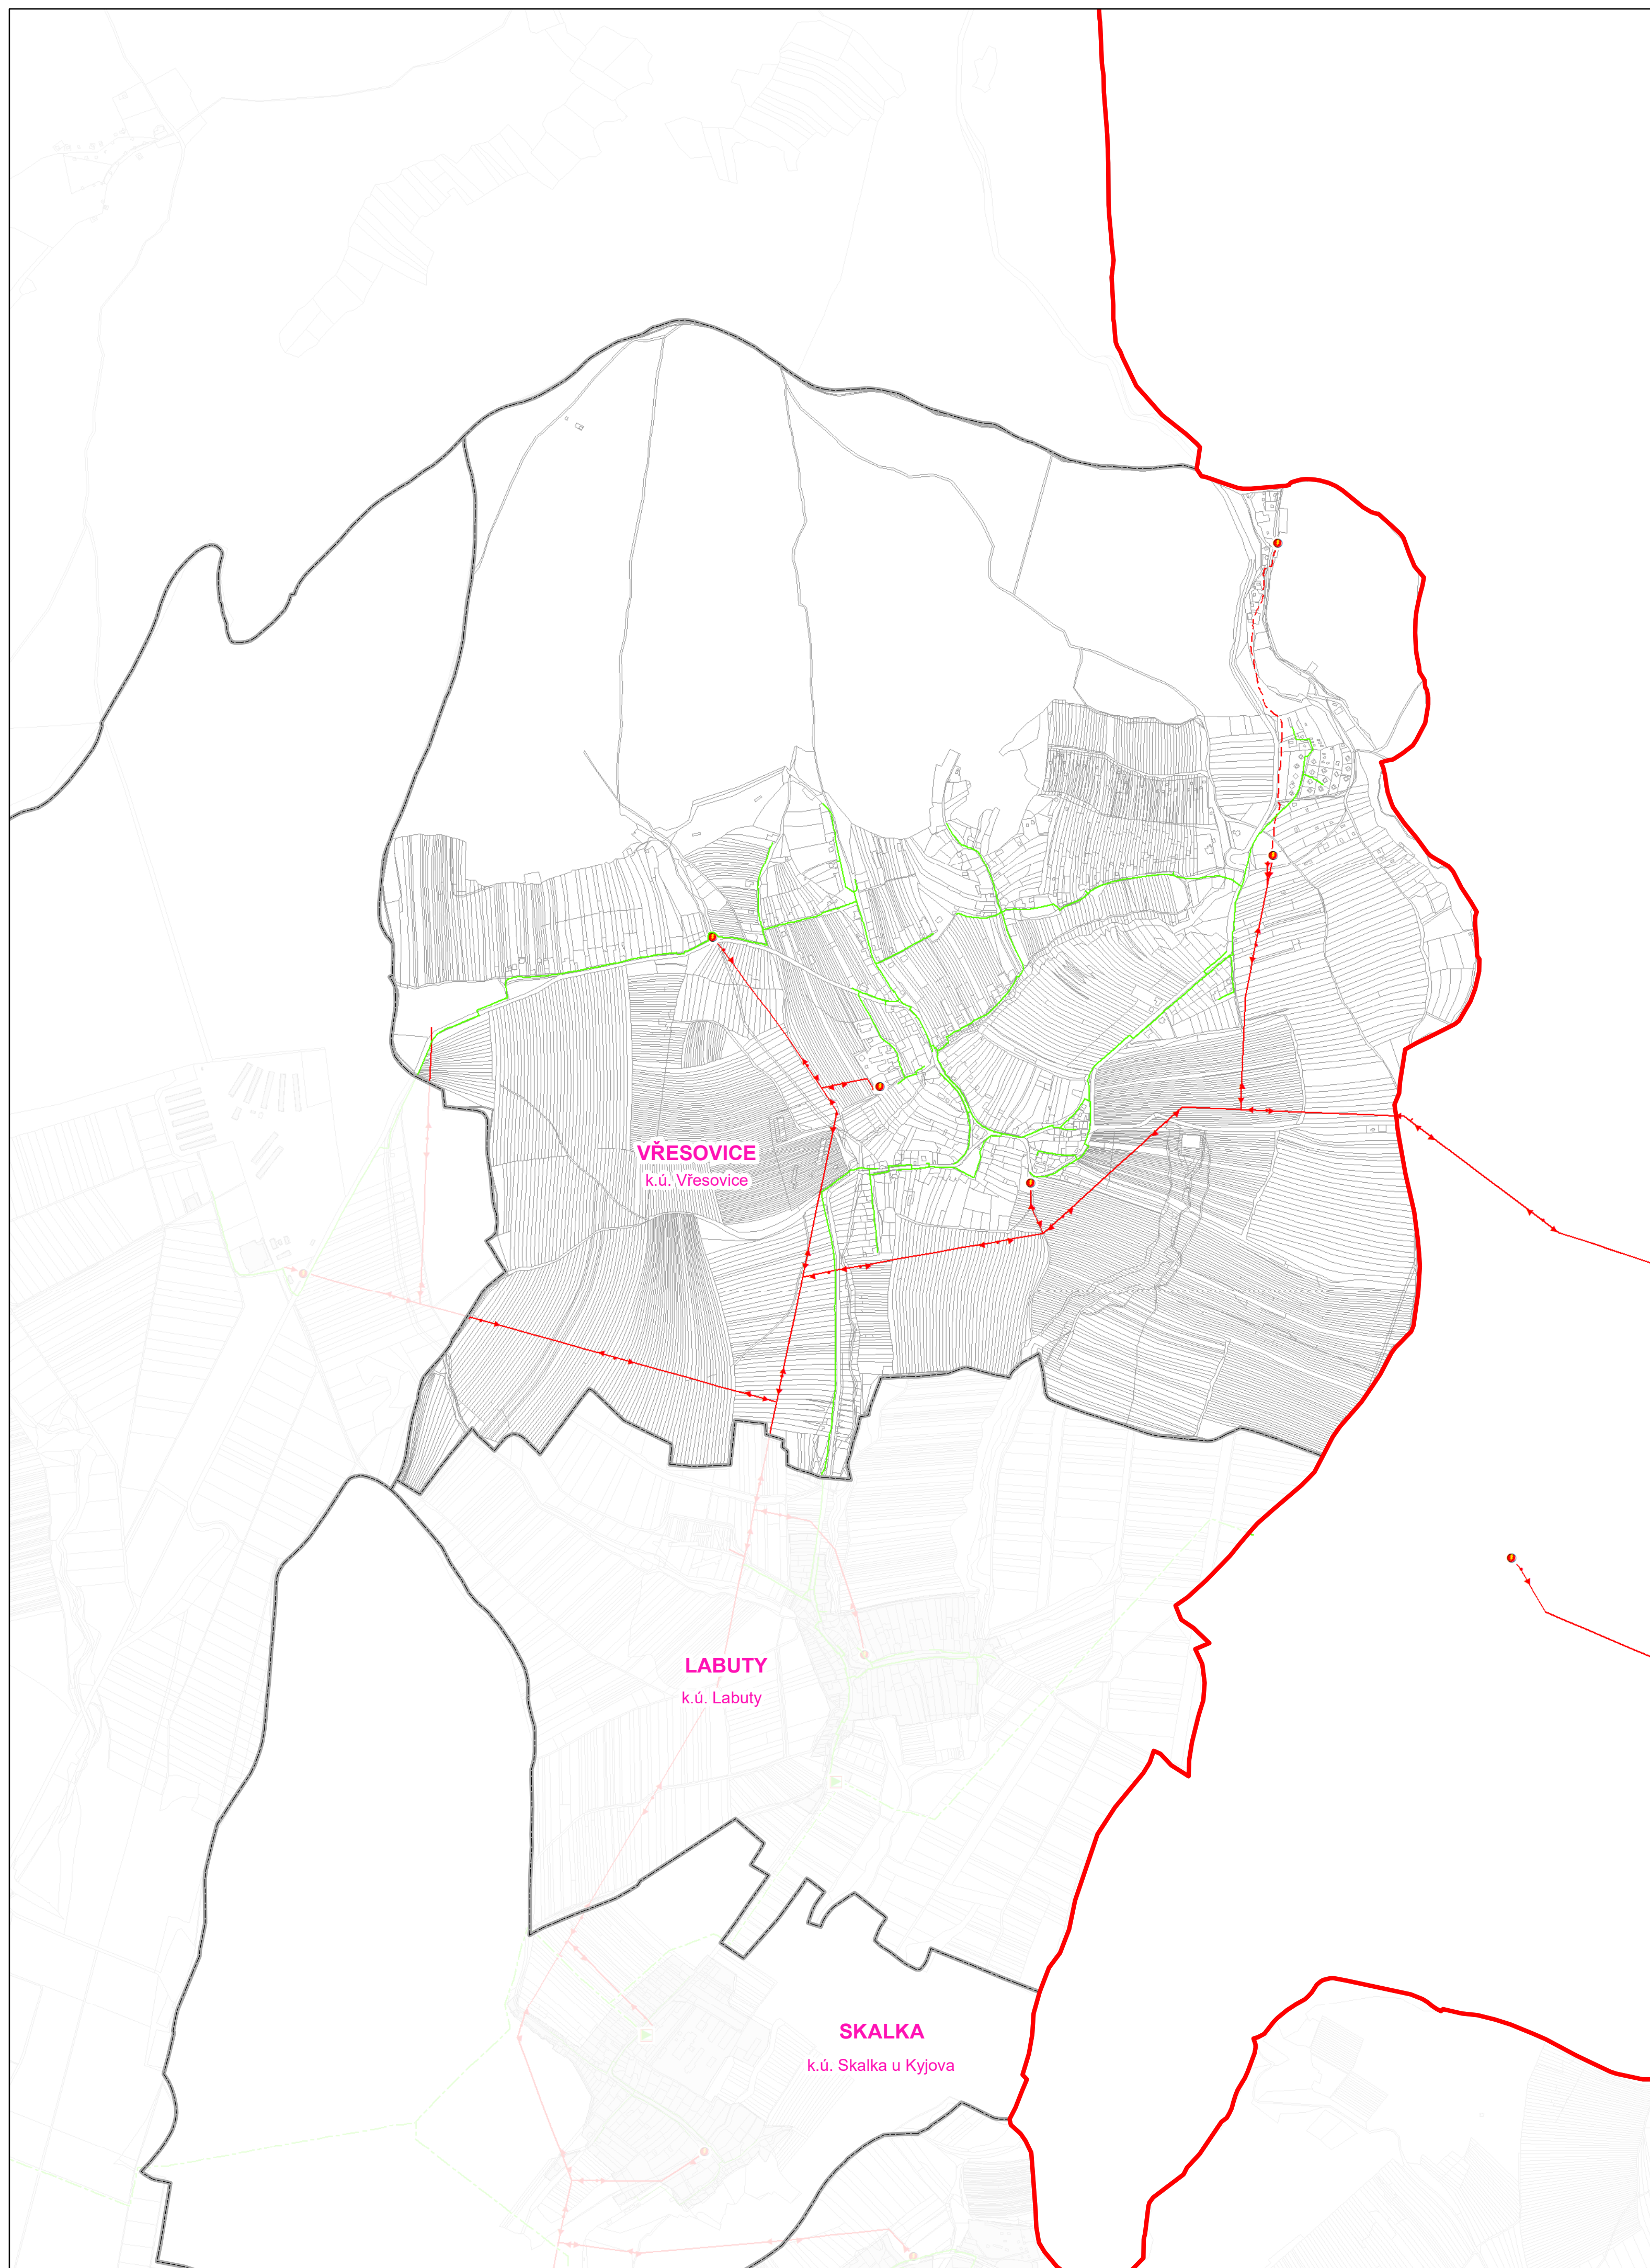 VŘESOVICE
k.ú. Vřesovice
LABUTY
k.ú. Labuty
SKALKA
k.ú. Skalka u Kyjova